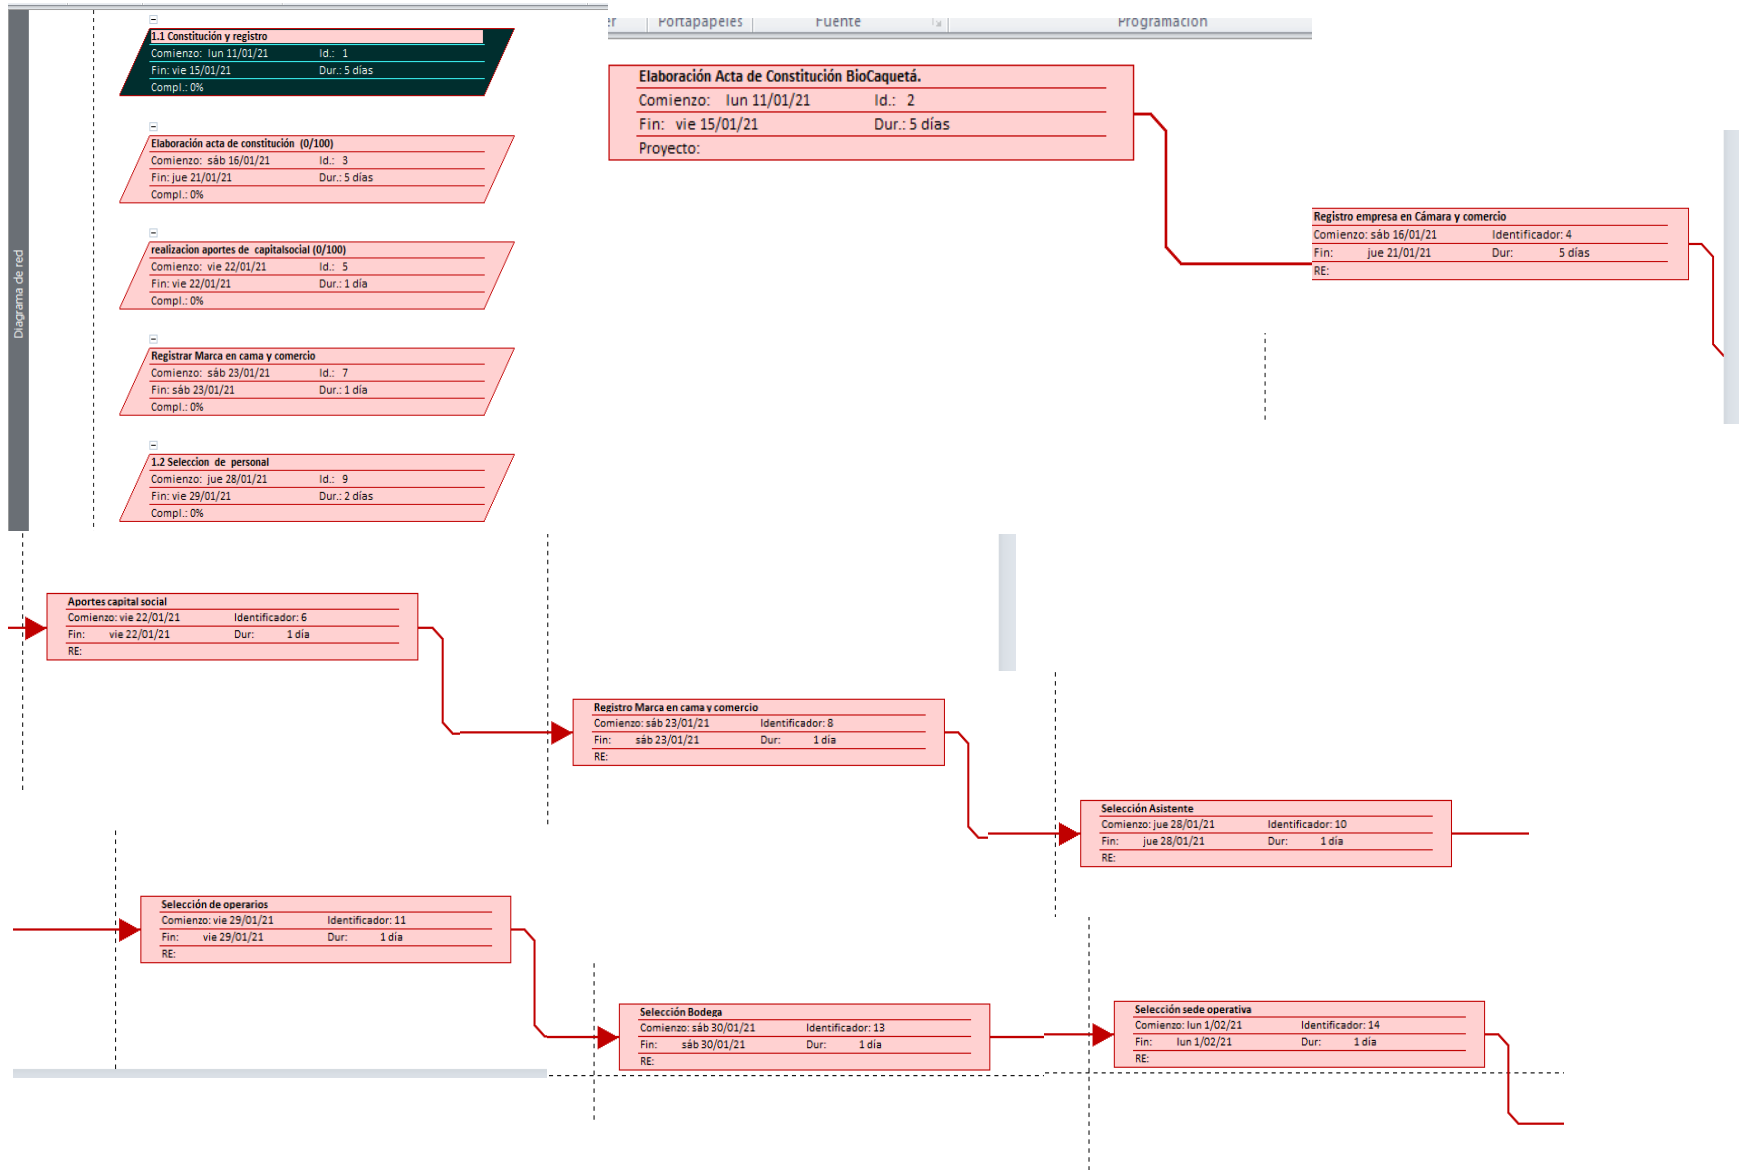 Diagrama de red
1.1 Constitución y registro
Comienzo: lun 11/01/21 Id.: 1
Fin: vie 15/01/21 Dur.: 5 días
Compl.: 0%
Elaboración acta de constitución (0/100)
Comienzo: sáb 16/01/21 Id.: 3
Fin: jue 21/01/21 Dur.: 5 días
Compl.: 0%
realizacion aportes de capitalsocial (0/100)
Comienzo: vie 22/01/21 Id.: 5
Fin: vie 22/01/21 Dur.: 1 día
Compl.: 0%
Registrar Marca en cama y comercio
Comienzo: sáb 23/01/21 Id.: 7
Fin: sáb 23/01/21 Dur.: 1 día
Compl.: 0%
1.2 Seleccion de personal
Comienzo: jue 28/01/21 Id.: 9
Fin: vie 29/01/21 Dur.: 2 días
Compl.: 0%
Portapapeles Fuente Programación
Elaboración Acta de Constitución BioCaquetá.
Comienzo: lun 11/01/21 Id.: 2
Fin: vie 15/01/21 Dur.: 5 días
Proyecto:
Registro empresa en Cámara y comercio
Comienzo: sáb 16/01/21 Identificador: 4
Fin: jue 21/01/21 Dur: 5 días
RE:
Aportes capital social
Comienzo: vie 22/01/21 Identificador: 6
Fin: vie 22/01/21 Dur: 1 día
RE:
Registro Marca en cama y comercio
Comienzo: sáb 23/01/21 Identificador: 8
Fin: sáb 23/01/21 Dur: 1 día
RE:
Selección Asistente
Comienzo: jue 28/01/21 Identificador: 10
Fin: jue 28/01/21 Dur: 1 día
RE:
Selección de operarios
Comienzo: vie 29/01/21 Identificador: 11
Fin: vie 29/01/21 Dur: 1 día
RE:
Selección Bodega
Comienzo: sáb 30/01/21 Identificador: 13
Fin: sáb 30/01/21 Dur: 1 día
RE:
Selección sede operativa
Comienzo: lun 1/02/21 Identificador: 14
Fin: lun 1/02/21 Dur: 1 día
RE: